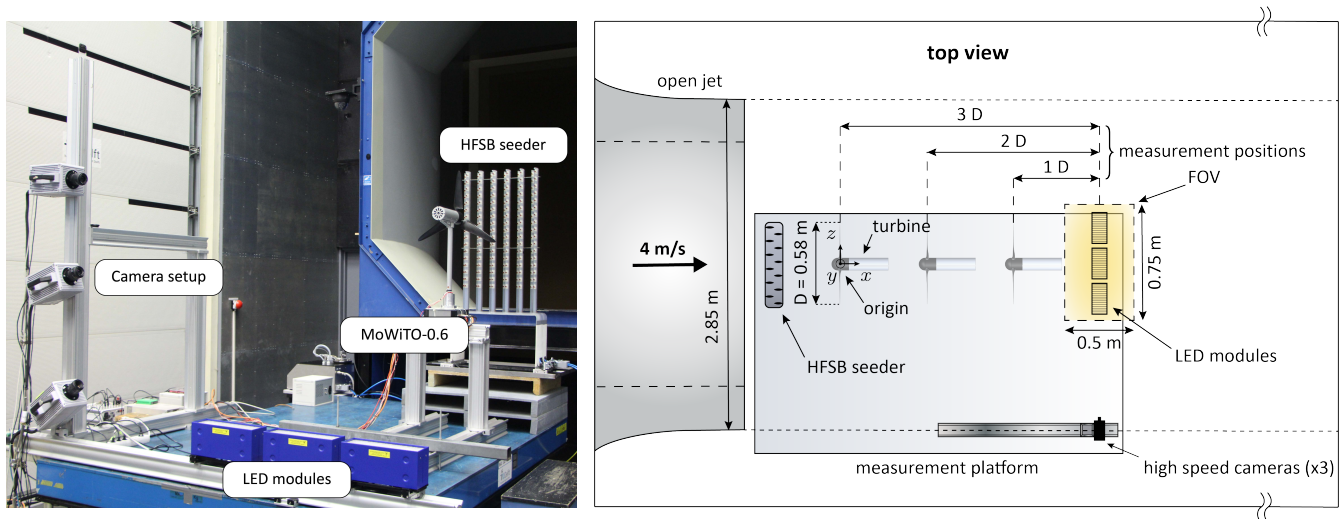 HFSB seeder
Camera setup
MoWiTO-0.6
LED modules
top view
open jet
3 D
2 D
1 D
measurement positions
FOV
4 m/s
2.85 m
D = 0.58 m
z
turbine
y
x
origin
0.75 m
0.5 m
HFSB seeder
LED modules
measurement platform
high speed cameras (x3)